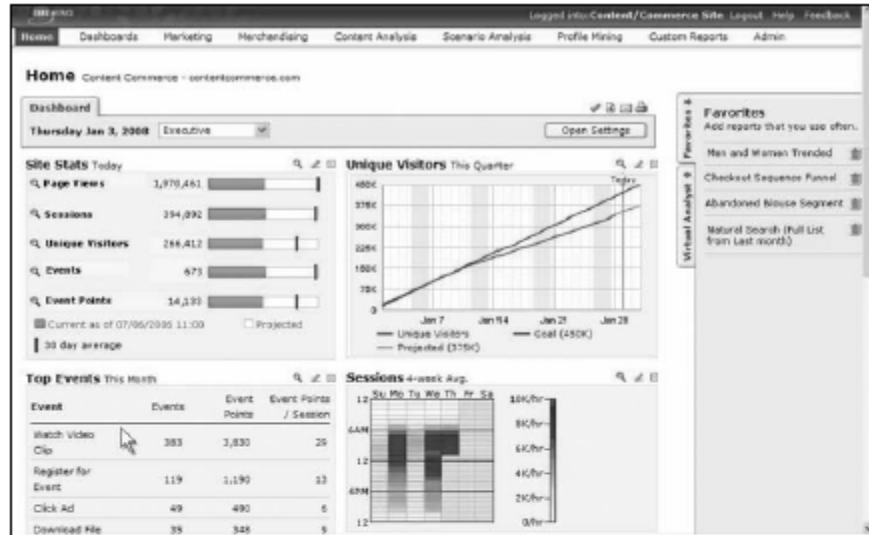 Logged into: Content/Commerce Site Logout Help Feedback
Home Dashboards Marketing Merchandising Content Analysis Scenario Analysis Profile Mining Custom Reports Admin
Home Content Commerce - contentcommerce.com
Dashboard
Thursday Jan 3, 2008 Executive Open Settings
Site Stats Today
Page Views 1,970,461
Sessions 394,092
Unique Visitors 266,412
Events 673
Event Points 14,133
Current as of 07/06/2006 11:00 Projected
30 day average
Unique Visitors This Quarter
Today
450K
375K
300K
225K
150K
75K
0
Jan 7 Jan 14 Jan 21 Jan 28
Unique Visitors Goal (450K)
Projected (375K)
Favorites
Virtual Analyst
Favorites
Add reports that you use often.
Men and Women Trended
Checkout Sequence Funnel
Abandoned Blouse Segment
Natural Search (Full List
from Last month)
Top Events This Month
Event Events Event Points Event Points / Session
Watch Video Clip 383 3,830 29
Register for Event 119 1,190 13
Click Ad 49 490 6
Download File 35 348 9
Sessions 4-week Avg.
Su Mo Tu We Th Fr Sa
12
6AM
12
6PM
12
10K/hr
8K/hr
6K/hr
4K/hr
2K/hr
0/hr